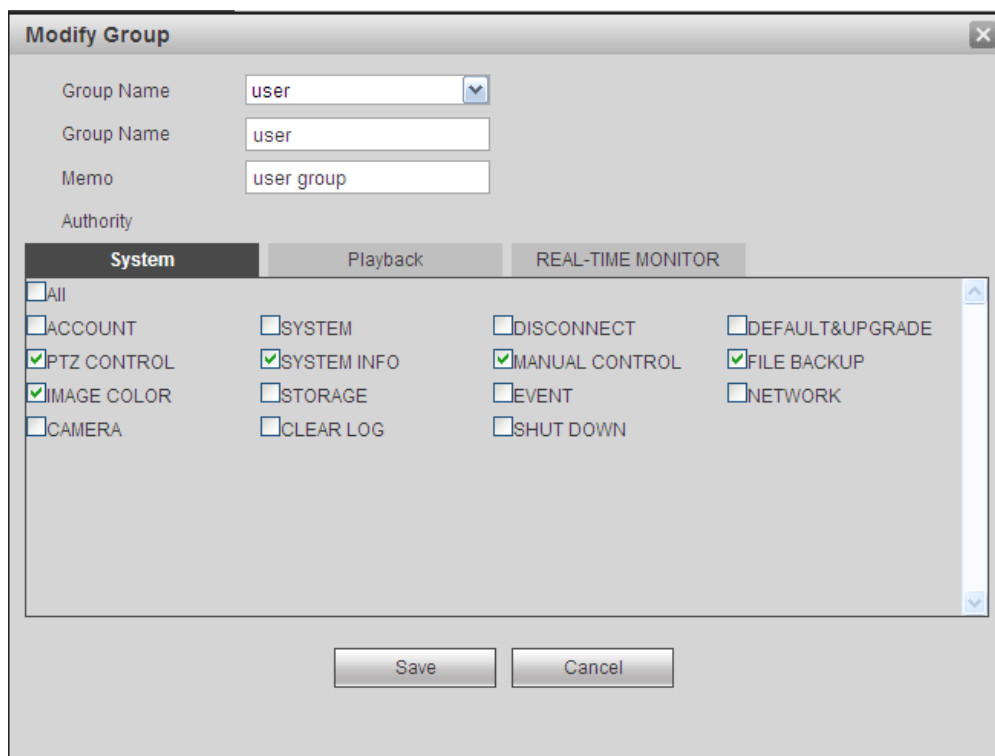 Modify Group
Group Name user
Group Name user
Memo user group
Authority
System Playback REAL-TIME MONITOR
All
ACCOUNT SYSTEM DISCONNECT DEFAULT&UPGRADE
PTZ CONTROL SYSTEM INFO MANUAL CONTROL FILE BACKUP
IMAGE COLOR STORAGE EVENT NETWORK
CAMERA CLEAR LOG SHUT DOWN
Save Cancel